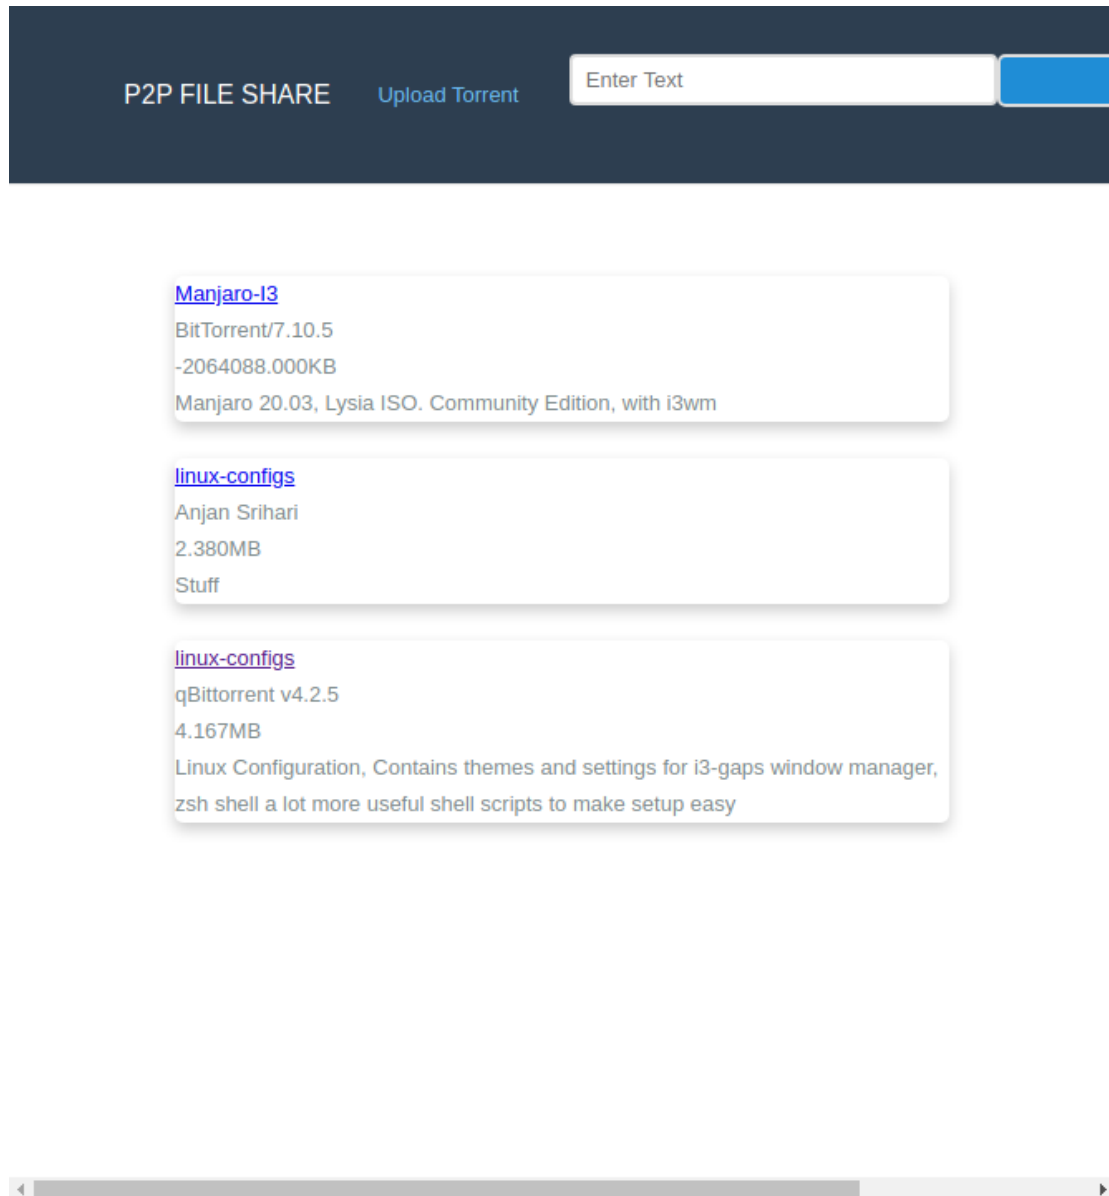 P2P FILE SHARE Upload Torrent Enter Text
Manjaro-I3
BitTorrent/7.10.5
-2064088.000KB
Manjaro 20.03, Lysia ISO. Community Edition, with i3wm
linux-configs
Anjan Srihari
2.380MB
Stuff
linux-configs
qBittorrent v4.2.5
4.167MB
Linux Configuration, Contains themes and settings for i3-gaps window manager,
zsh shell a lot more useful shell scripts to make setup easy